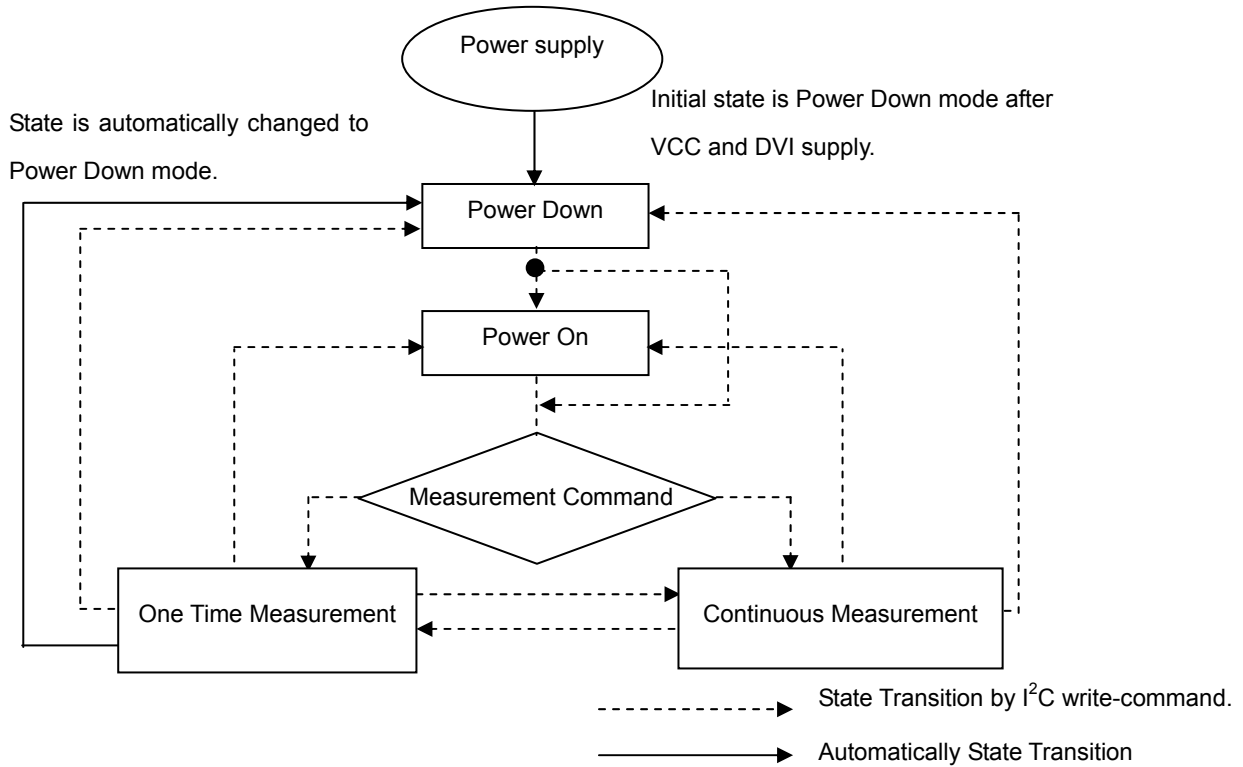 Power supply
Initial state is Power Down mode after
VCC and DVI supply.
State is automatically changed to
Power Down mode.
Power Down
Power On
Measurement Command
One Time Measurement
Continuous Measurement
State Transition by I²C write-command.
Automatically State Transition